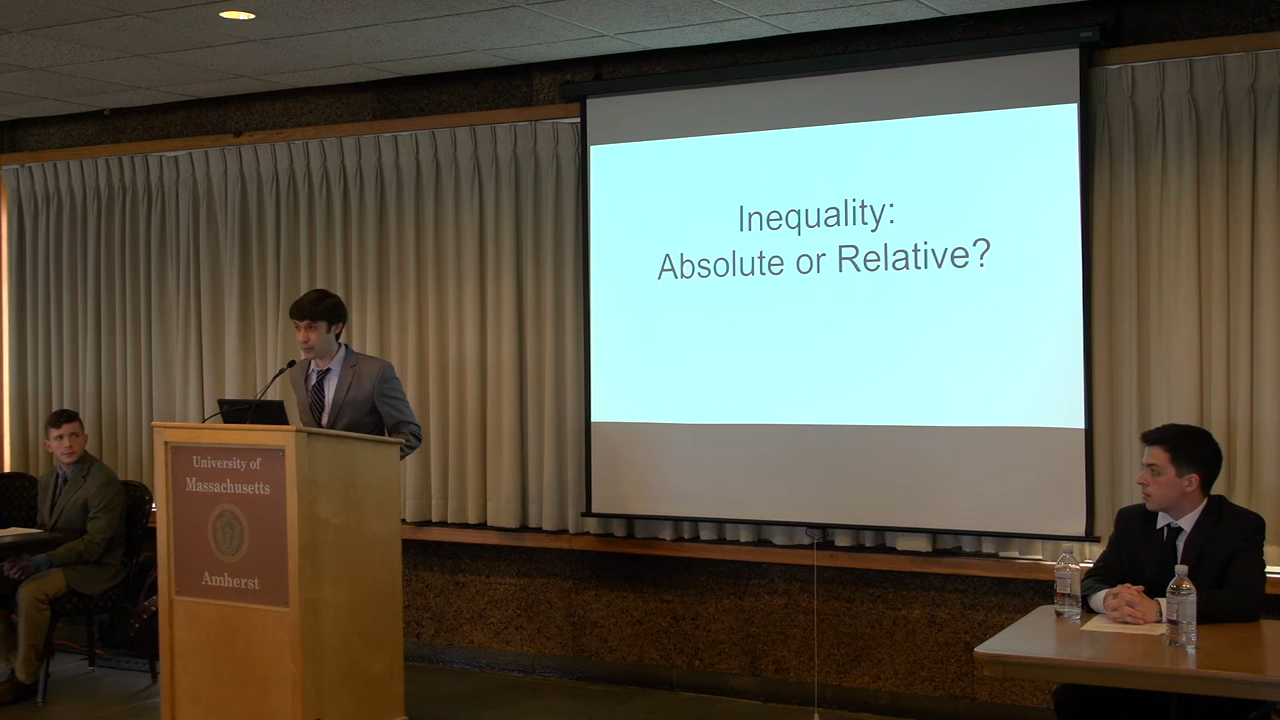 Inequality:
Absolute or Relative?
University of
Massachusetts
Amherst